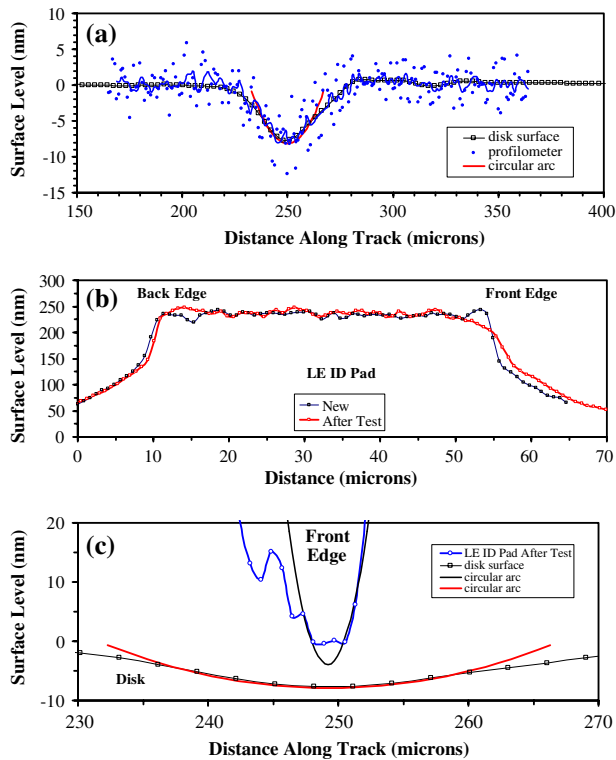 (a)
Surface Level (nm)
10
5
0
-5
-10
-15
disk surface
profilometer
circular arc
150 200 250 300 350 400
Distance Along Track (microns)
(b)
Surface Level (nm)
300
250
200
150
100
50
0
Back Edge Front Edge
LE ID Pad
New
After Test
0 10 20 30 40 50 60 70
Distance (microns)
(c)
Surface Level (nm)
20
10
0
-10
Front
Edge
LE ID Pad After Test
disk surface
circular arc
circular arc
Disk
230 240 250 260 270
Distance Along Track (microns)